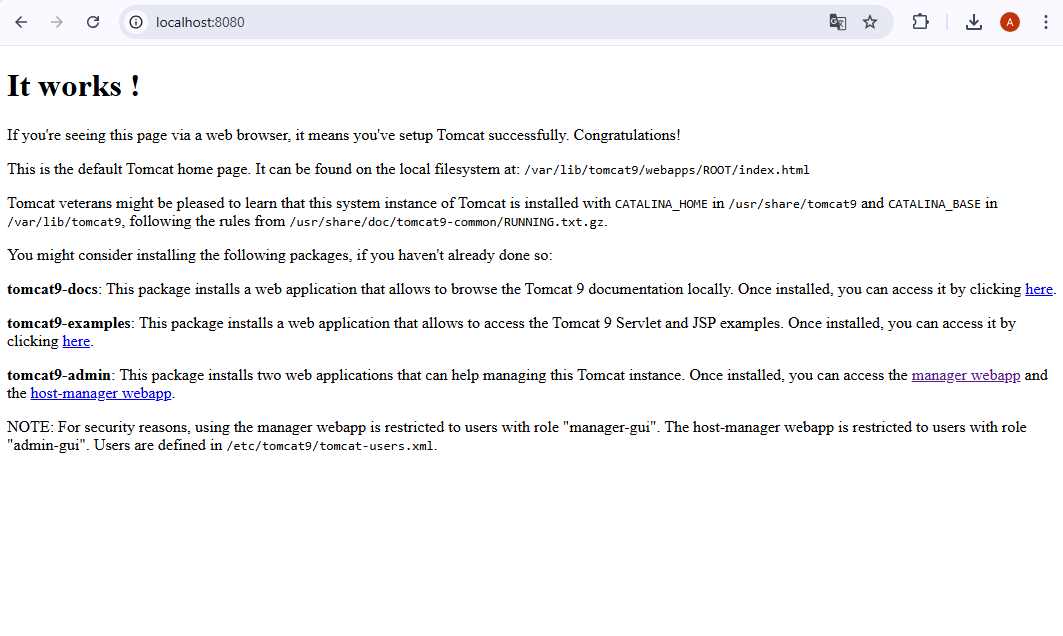 localhost:8080
A
It works !
If you're seeing this page via a web browser, it means you've setup Tomcat successfully. Congratulations!
This is the default Tomcat home page. It can be found on the local filesystem at: /var/lib/tomcat9/webapps/ROOT/index.html
Tomcat veterans might be pleased to learn that this system instance of Tomcat is installed with CATALINA_HOME in /usr/share/tomcat9 and CATALINA_BASE in
/var/lib/tomcat9, following the rules from /usr/share/doc/tomcat9-common/RUNNING.txt.gz.
You might consider installing the following packages, if you haven't already done so:
tomcat9-docs: This package installs a web application that allows to browse the Tomcat 9 documentation locally. Once installed, you can access it by clicking here.
tomcat9-examples: This package installs a web application that allows to access the Tomcat 9 Servlet and JSP examples. Once installed, you can access it by
clicking here.
tomcat9-admin: This package installs two web applications that can help managing this Tomcat instance. Once installed, you can access the manager webapp and
the host-manager webapp.
NOTE: For security reasons, using the manager webapp is restricted to users with role "manager-gui". The host-manager webapp is restricted to users with role
"admin-gui". Users are defined in /etc/tomcat9/tomcat-users.xml.